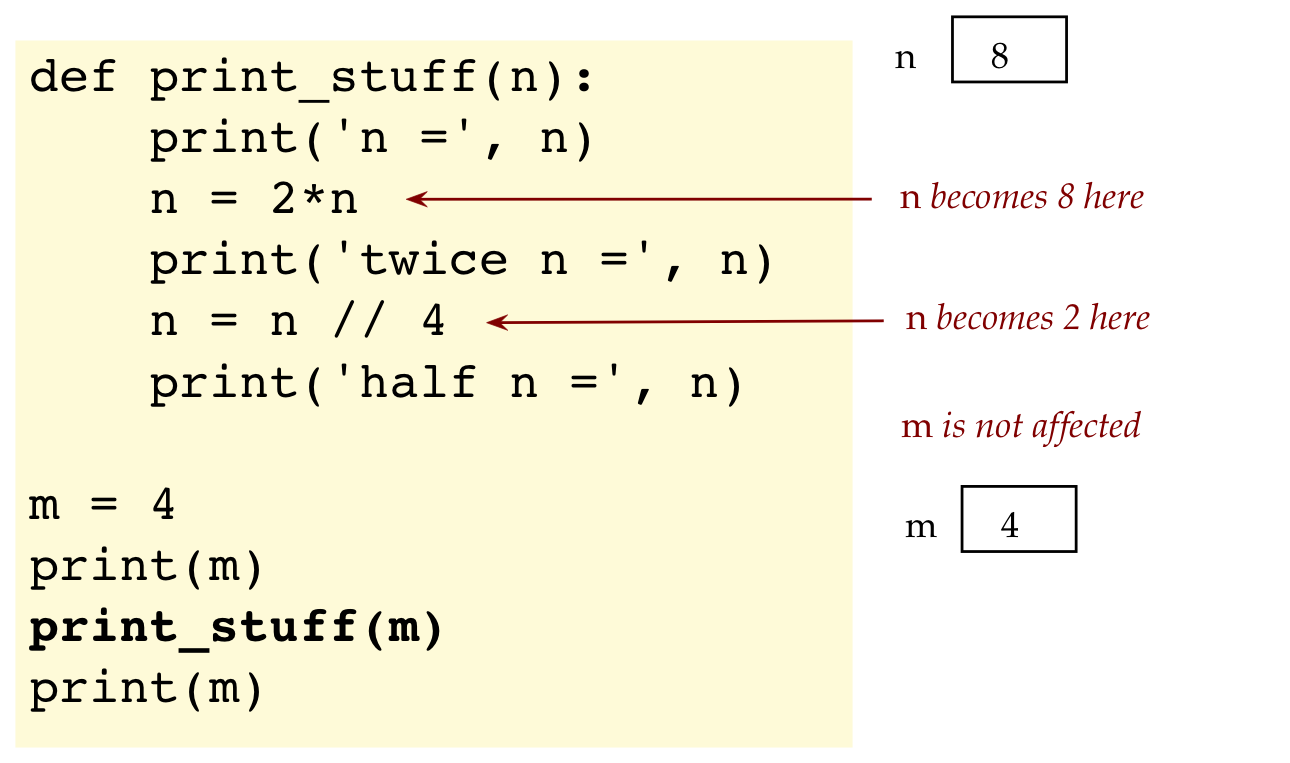 def print_stuff(n):
    print('n =', n)
    n = 2*n
    print('twice n =', n)
    n = n // 4
    print('half n =', n)

m = 4
print(m)
print_stuff(m)
print(m)
n 8
n becomes 8 here
n becomes 2 here
m is not affected
m 4